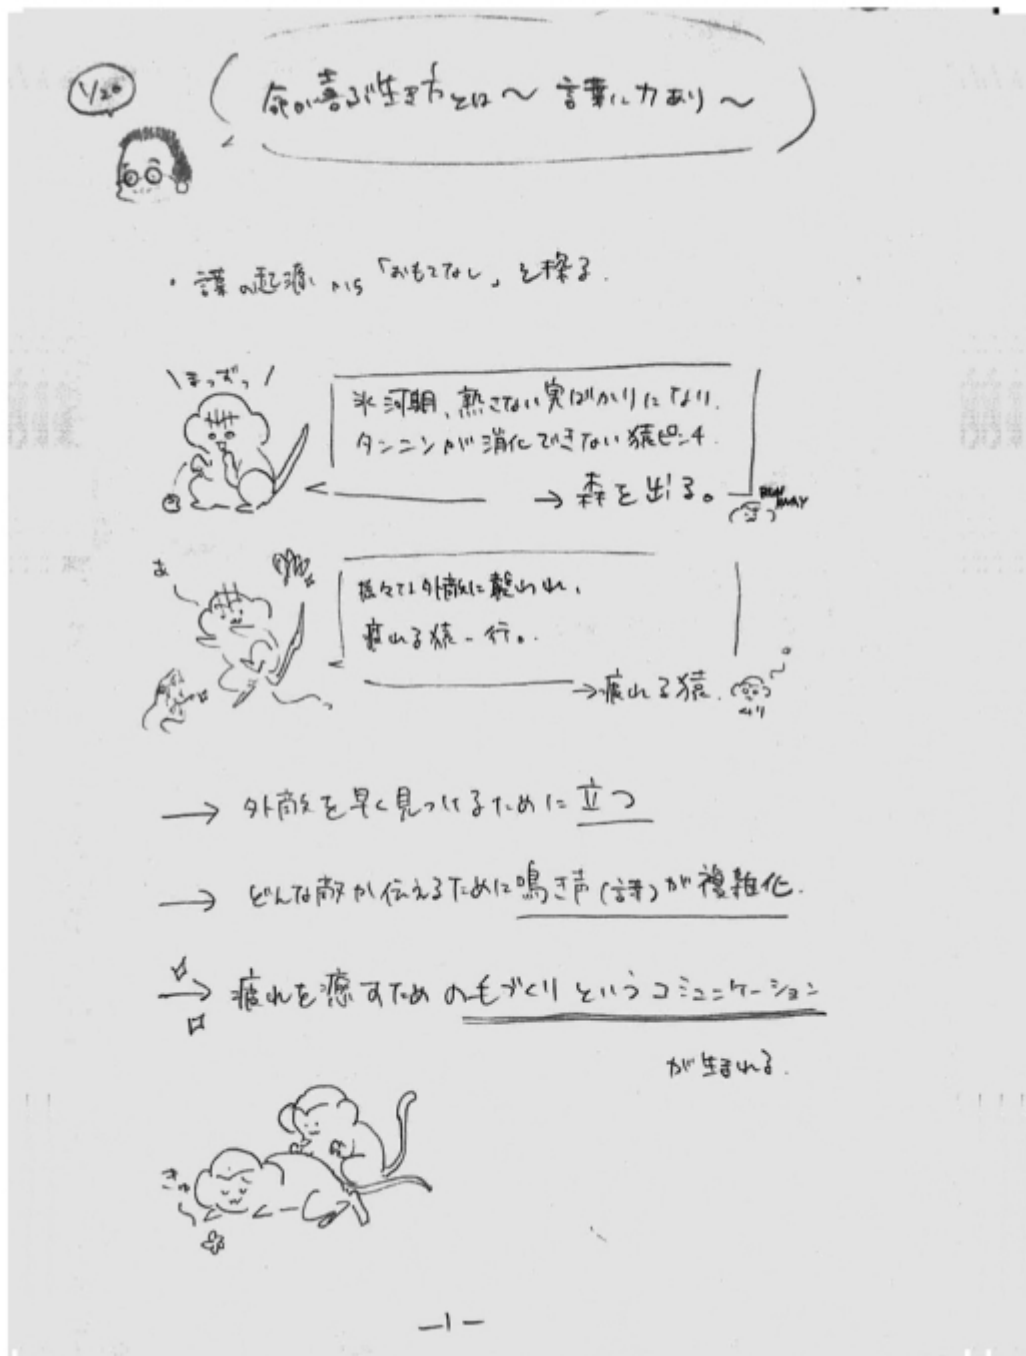 1/20
命が喜ぶ生き方とは〜 言葉に力あり〜
・言葉の起源から「おもてなし」を探る.
まっずっ
氷河期、熟さない実ばかりになり.
タンニンが消化できない猿ピンチ.
→ 森を出る。
RUN AWAY
あ
様々な外敵に襲われ、
疲れる猿一行。
→疲れる猿.
→ 外敵を早く見つけるために立つ
→ どんな敵か伝えるために鳴き声(言葉)が複雑化.
→ 疲れを癒すための毛づくりというコミュニケーション
が生まれる.
きゅ
-1-